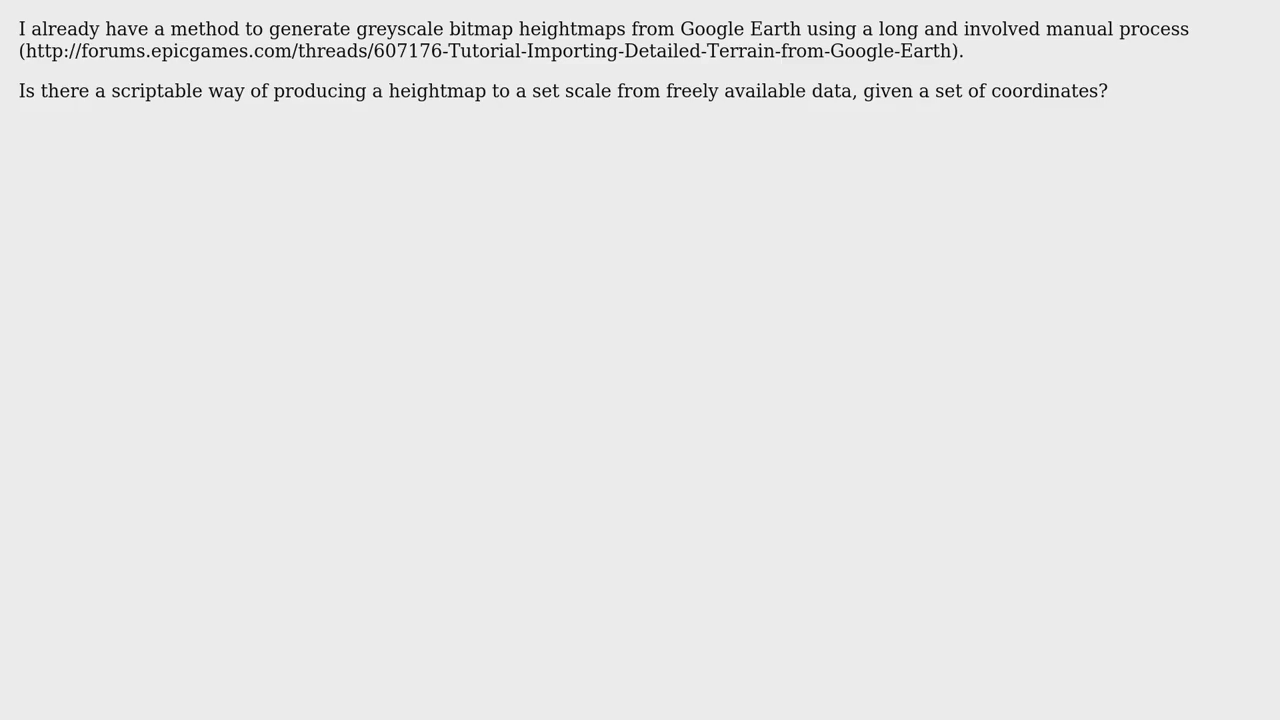 I already have a method to generate greyscale bitmap heightmaps from Google Earth using a long and involved manual process
(http://forums.epicgames.com/threads/607176-Tutorial-Importing-Detailed-Terrain-from-Google-Earth).
Is there a scriptable way of producing a heightmap to a set scale from freely available data, given a set of coordinates?